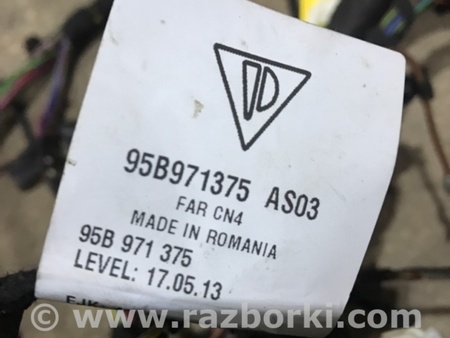 95B971375 AS03
FAR CN4
MADE IN ROMANIA
95B 971 375
LEVEL: 17.05.13
www.razborki.com